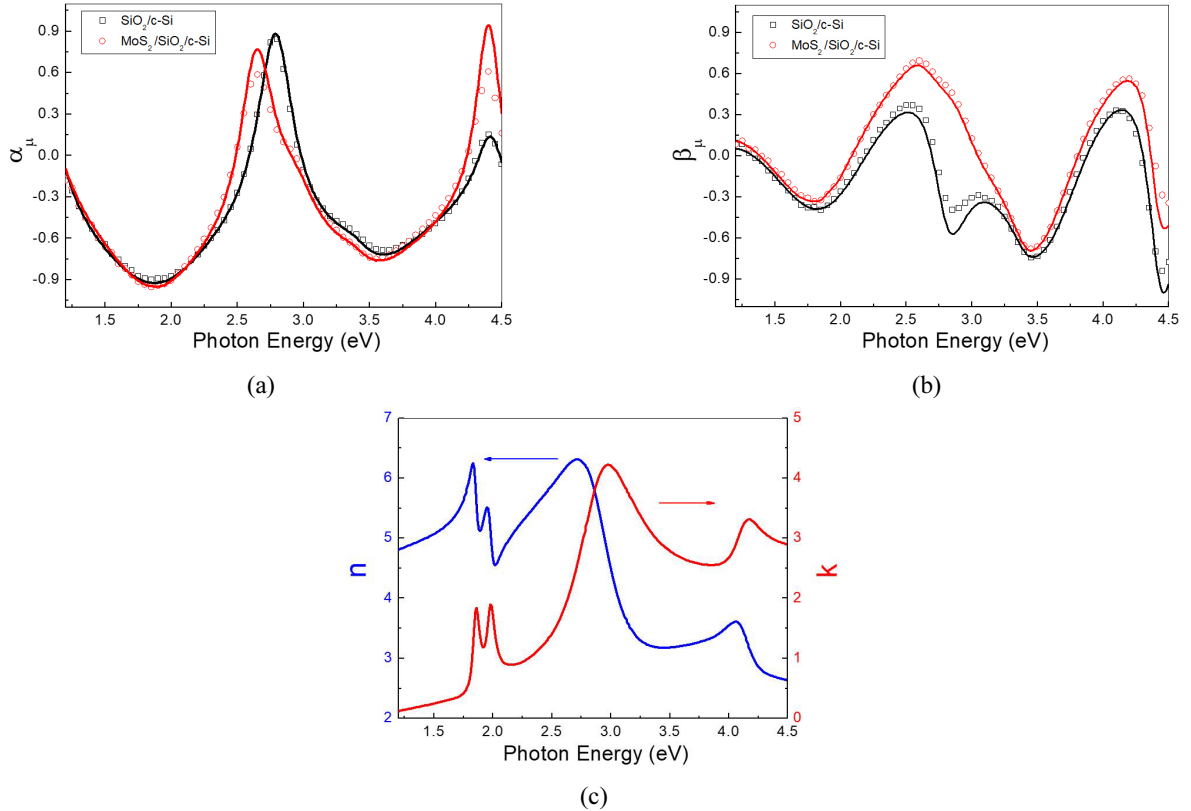 SiO₂/c-Si
MoS₂/SiO₂/c-Si
0.9
0.6
0.3
0.0
-0.3
-0.6
-0.9
α_μ
1.5 2.0 2.5 3.0 3.5 4.0 4.5
Photon Energy (eV)
(a)
SiO₂/c-Si
MoS₂/SiO₂/c-Si
0.9
0.6
0.3
0.0
-0.3
-0.6
-0.9
β_μ
1.5 2.0 2.5 3.0 3.5 4.0 4.5
Photon Energy (eV)
(b)
7
6
5
4
3
2
n
5
4
3
2
1
0
k
1.5 2.0 2.5 3.0 3.5 4.0 4.5
Photon Energy (eV)
(c)